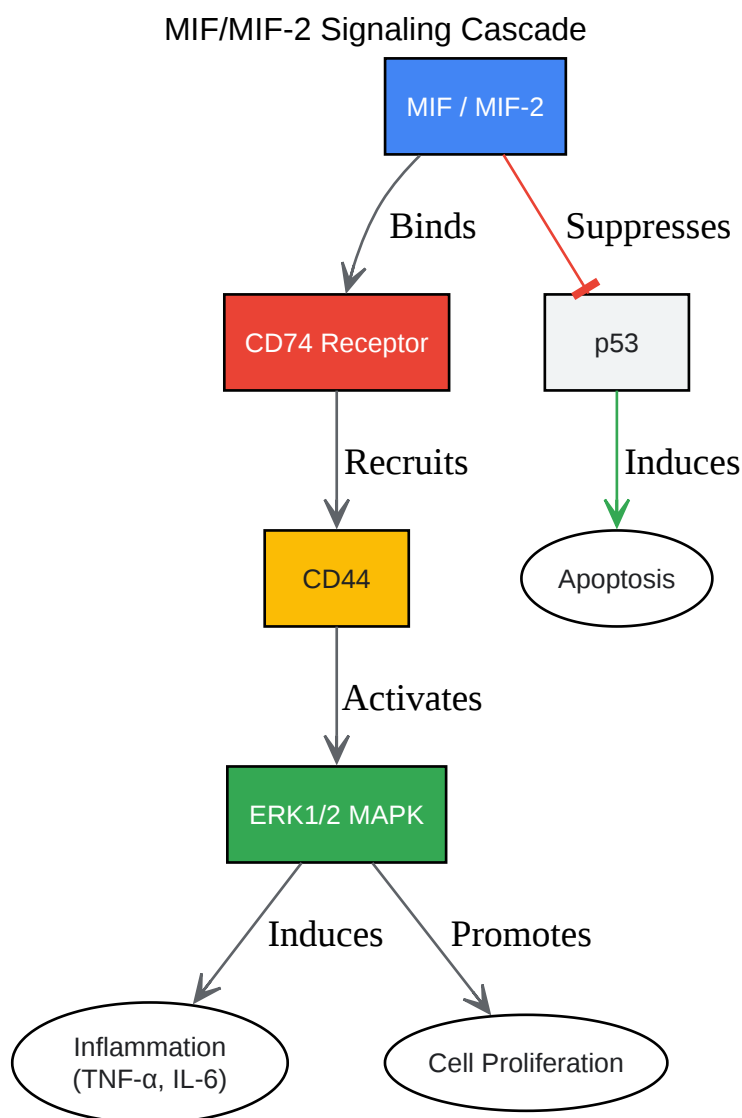 MIF/MIF-2 Signaling Cascade
MIF / MIF-2
Binds
Suppresses
CD74 Receptor
p53
Recruits
Induces
CD44
Apoptosis
Activates
ERK1/2 MAPK
Induces
Promotes
Inflammation
(TNF-α, IL-6)
Cell Proliferation